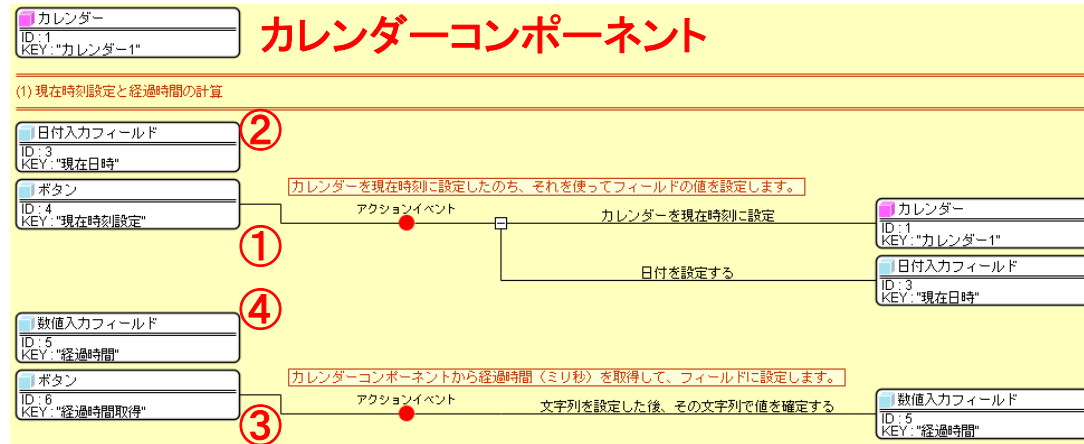 カレンダー
ID : 1
KEY : "カレンダー1"
カレンダーコンポーネント
(1) 現在時刻設定と経過時間の計算
日付入力フィールド
ID : 3
KEY : "現在日時"
②
ボタン
ID : 4
KEY : "現在時刻設定"
①
カレンダーを現在時刻に設定したのち、それを使ってフィールドの値を設定します。
アクションイベント
カレンダーを現在時刻に設定
カレンダー
ID : 1
KEY : "カレンダー1"
日付を設定する
日付入力フィールド
ID : 3
KEY : "現在日時"
④
数値入力フィールド
ID : 5
KEY : "経過時間"
ボタン
ID : 6
KEY : "経過時間取得"
③
カレンダーコンポーネントから経過時間（ミリ秒）を取得して、フィールドに設定します。
アクションイベント
文字列を設定した後、その文字列で値を確定する
数値入力フィールド
ID : 5
KEY : "経過時間"